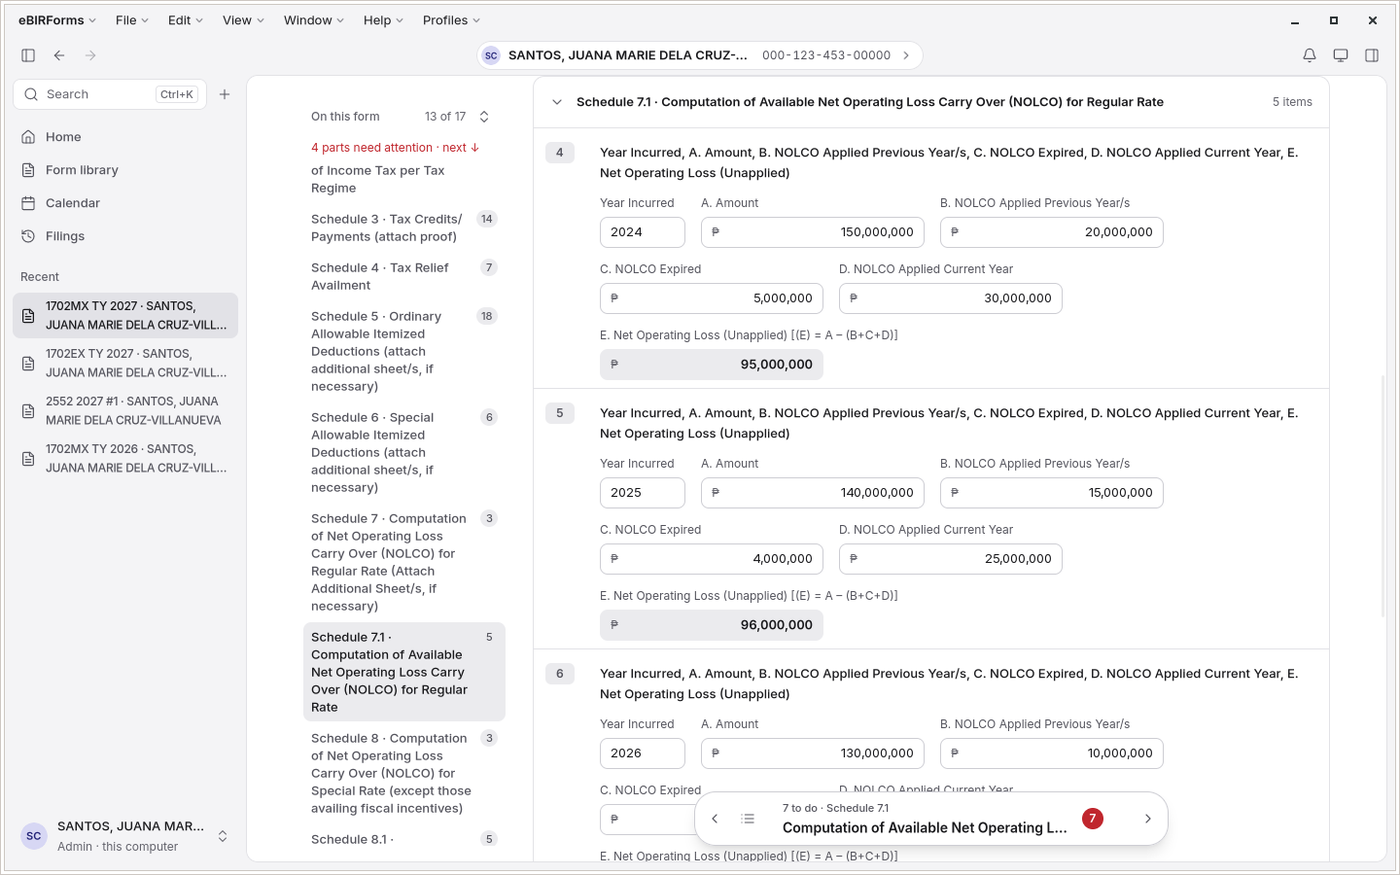 eBIRForms File Edit View Window Help Profiles
SC SANTOS, JUANA MARIE DELA CRUZ-... 000-123-453-00000
Search Ctrl+K
Home
Form library
Calendar
Filings
Recent
1702MX TY 2027 · SANTOS,
JUANA MARIE DELA CRUZ-VILL...
1702EX TY 2027 · SANTOS,
JUANA MARIE DELA CRUZ-VILL...
2552 2027 #1 · SANTOS, JUANA
MARIE DELA CRUZ-VILLANUEVA
1702MX TY 2026 · SANTOS,
JUANA MARIE DELA CRUZ-VILL...
SC SANTOS, JUANA MAR...
Admin · this computer
On this form 13 of 17
4 parts need attention · next ↓
of Income Tax per Tax
Regime
Schedule 3 · Tax Credits/ 14
Payments (attach proof)
Schedule 4 · Tax Relief 7
Availment
Schedule 5 · Ordinary 18
Allowable Itemized
Deductions (attach
additional sheet/s, if
necessary)
Schedule 6 · Special 6
Allowable Itemized
Deductions (attach
additional sheet/s, if
necessary)
Schedule 7 · Computation 3
of Net Operating Loss
Carry Over (NOLCO) for
Regular Rate (Attach
Additional Sheet/s, if
necessary)
Schedule 7.1 · 5
Computation of Available
Net Operating Loss Carry
Over (NOLCO) for Regular
Rate
Schedule 8 · Computation 3
of Net Operating Loss
Carry Over (NOLCO) for
Special Rate (except those
availing fiscal incentives)
Schedule 8.1 · 5
Schedule 7.1 · Computation of Available Net Operating Loss Carry Over (NOLCO) for Regular Rate 5 items
4 Year Incurred, A. Amount, B. NOLCO Applied Previous Year/s, C. NOLCO Expired, D. NOLCO Applied Current Year, E.
Net Operating Loss (Unapplied)
Year Incurred A. Amount B. NOLCO Applied Previous Year/s
2024 ₱ 150,000,000 ₱ 20,000,000
C. NOLCO Expired D. NOLCO Applied Current Year
₱ 5,000,000 ₱ 30,000,000
E. Net Operating Loss (Unapplied) [(E) = A – (B+C+D)]
₱ 95,000,000
5 Year Incurred, A. Amount, B. NOLCO Applied Previous Year/s, C. NOLCO Expired, D. NOLCO Applied Current Year, E.
Net Operating Loss (Unapplied)
Year Incurred A. Amount B. NOLCO Applied Previous Year/s
2025 ₱ 140,000,000 ₱ 15,000,000
C. NOLCO Expired D. NOLCO Applied Current Year
₱ 4,000,000 ₱ 25,000,000
E. Net Operating Loss (Unapplied) [(E) = A – (B+C+D)]
₱ 96,000,000
6 Year Incurred, A. Amount, B. NOLCO Applied Previous Year/s, C. NOLCO Expired, D. NOLCO Applied Current Year, E.
Net Operating Loss (Unapplied)
Year Incurred A. Amount B. NOLCO Applied Previous Year/s
2026 ₱ 130,000,000 ₱ 10,000,000
C. NOLCO Expired D. NOLCO Applied Current Year
₱
E. Net Operating Loss (Unapplied) [(E) = A – (B+C+D)]
7 to do · Schedule 7.1
Computation of Available Net Operating L... 7